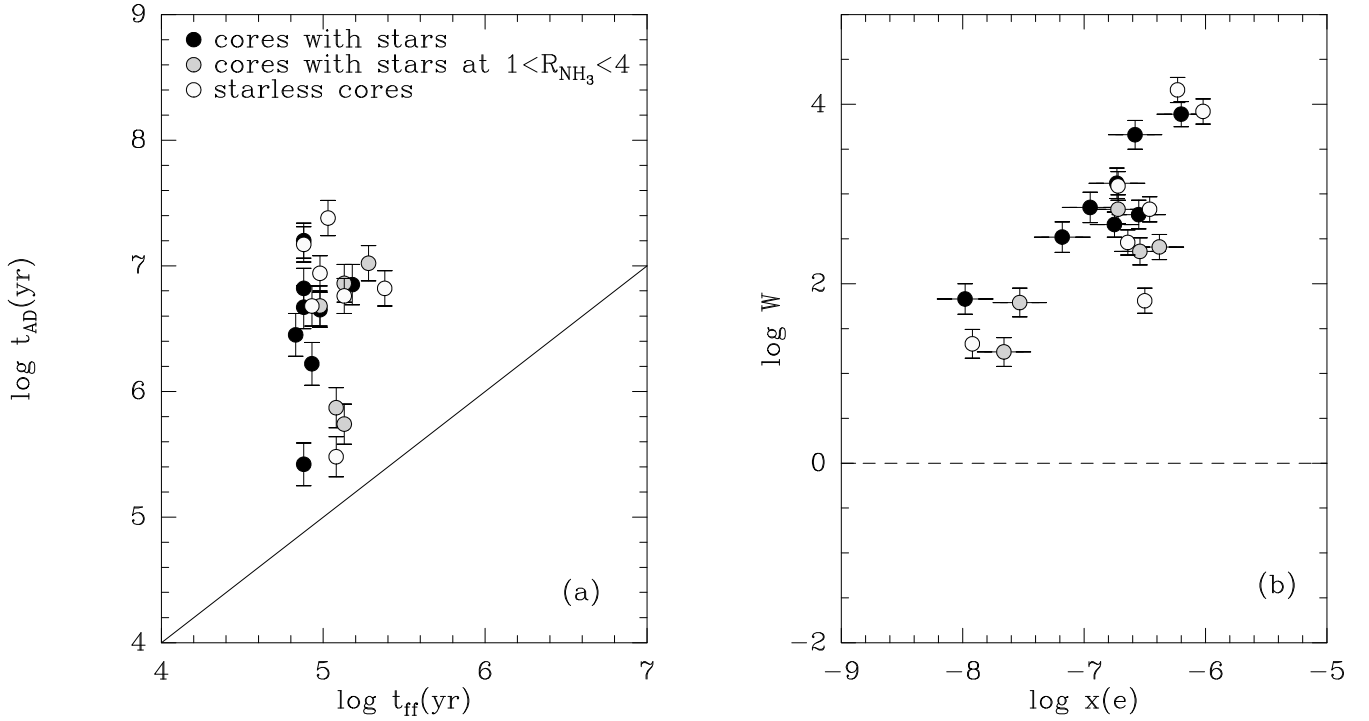 cores with stars
cores with stars at 1<R_NH3<4
starless cores
log t_AD(yr)
9
8
7
6
5
4
4 5 6 7
log t_ff(yr)
(a)
log W
4
2
0
−2
−9 −8 −7 −6 −5
log x(e)
(b)